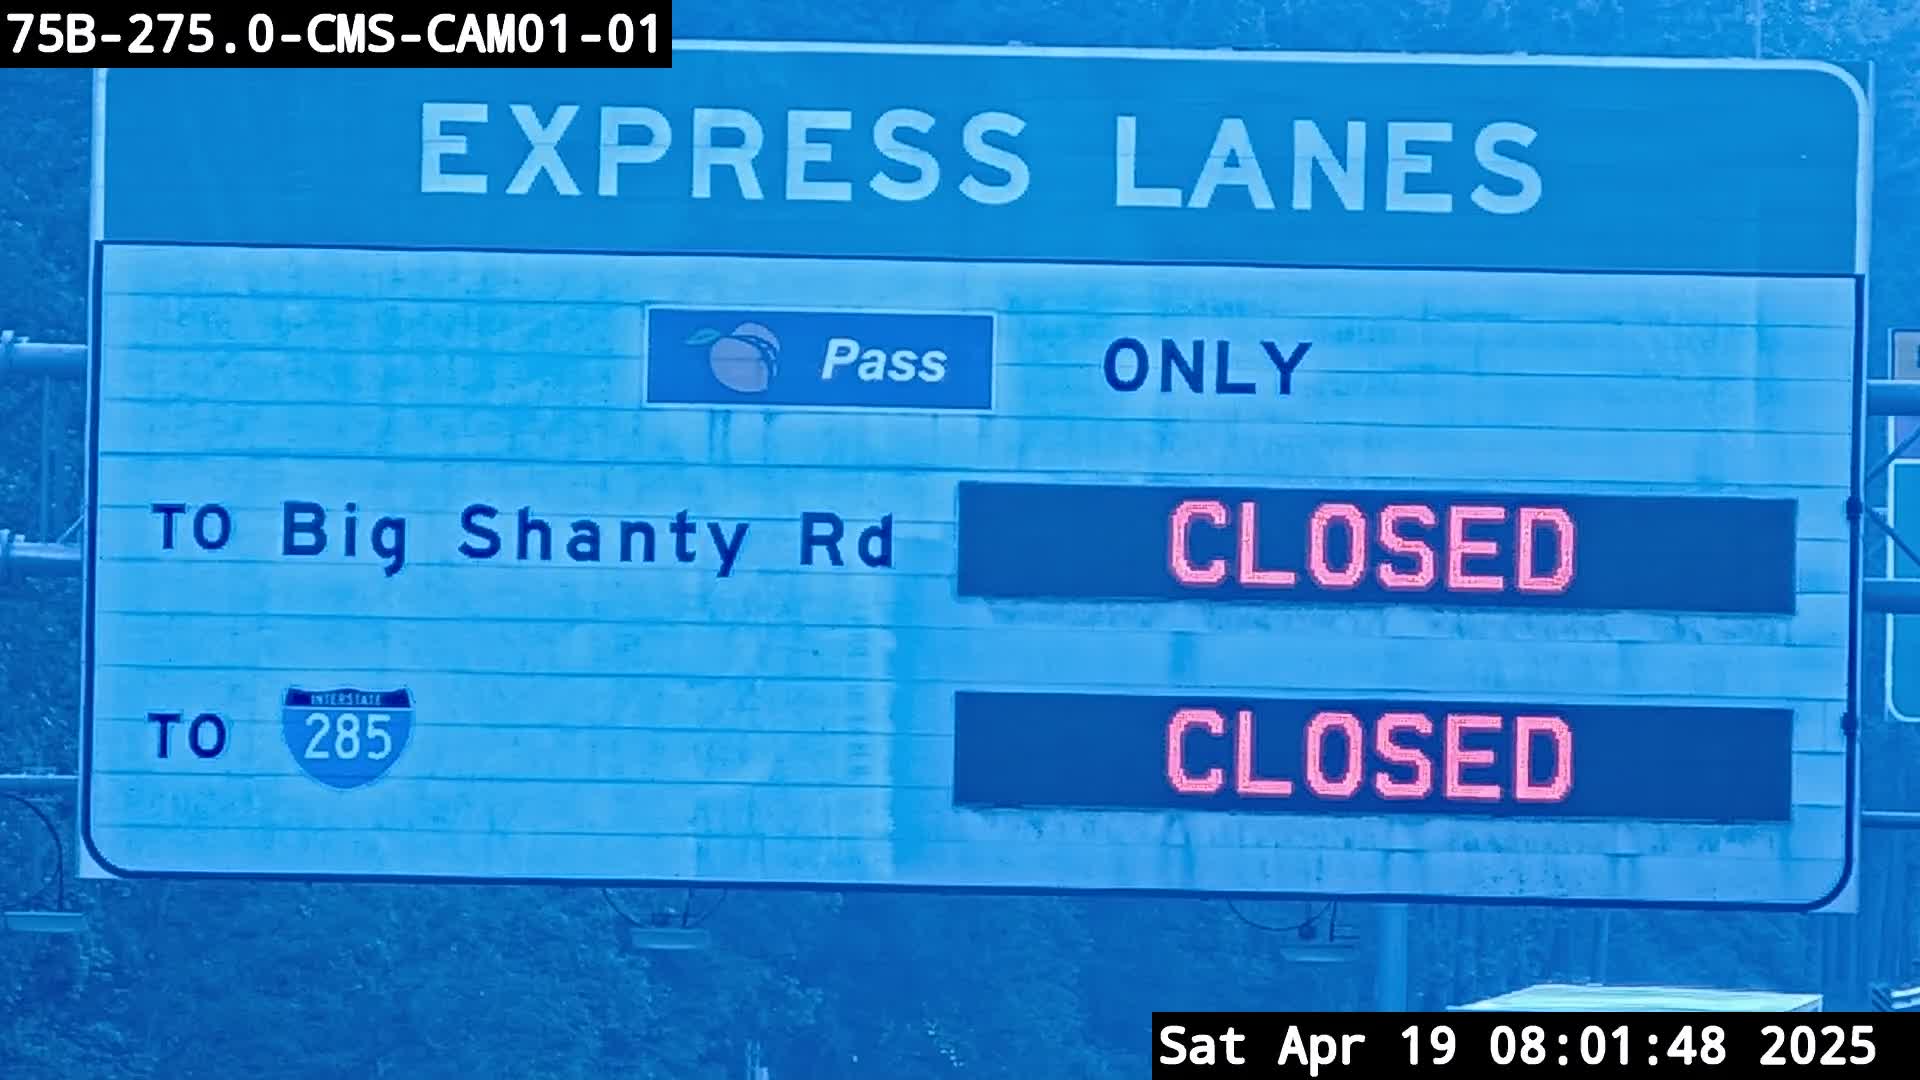 75B-275.0-CMS-CAM01-01
EXPRESS LANES
Pass ONLY
TO Big Shanty Rd CLOSED
INTERSTATE
TO 285 CLOSED
Sat Apr 19 08:01:48 2025